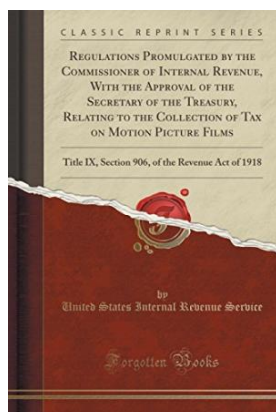 CLASSIC REPRINT SERIES
REGULATIONS PROMULGATED BY THE
COMMISSIONER OF INTERNAL REVENUE,
WITH THE APPROVAL OF THE
SECRETARY OF THE TREASURY,
RELATING TO THE COLLECTION OF TAX
ON MOTION PICTURE FILMS
Title IX, Section 906, of the Revenue Act of 1918
by
United States Internal Revenue Service
Forgotten Books